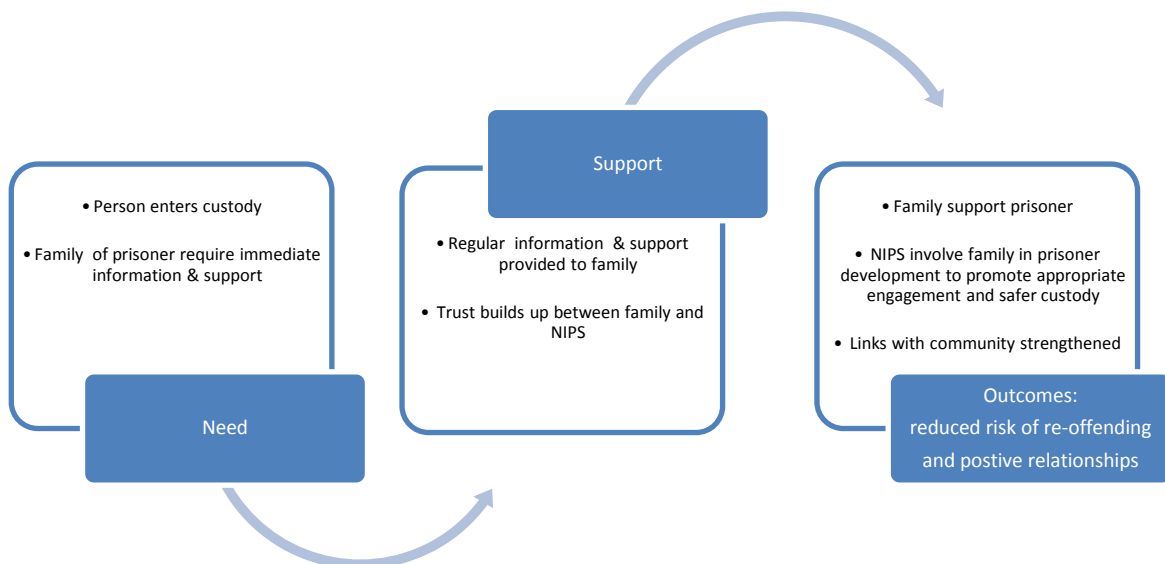 • Person enters custody
• Family of prisoner require immediate
information & support
Need
Support
• Regular information & support
provided to family
• Trust builds up between family and
NIPS
• Family support prisoner
• NIPS involve family in prisoner
development to promote appropriate
engagement and safer custody
• Links with community strengthened
Outcomes:
reduced risk of re-offending
and postive relationships